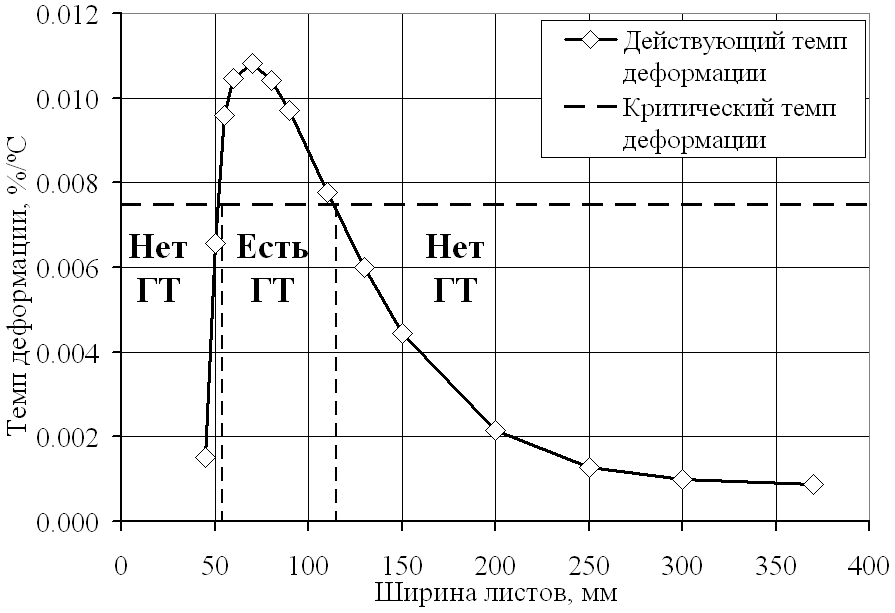 0.012
0.010
0.008
0.006
0.004
0.002
0.000
Темп деформации, %/ºС
Действующий темп
деформации
Критический темп
деформации
Нет
ГТ
Есть
ГТ
Нет
ГТ
0 50 100 150 200 250 300 350 400
Ширина листов, мм